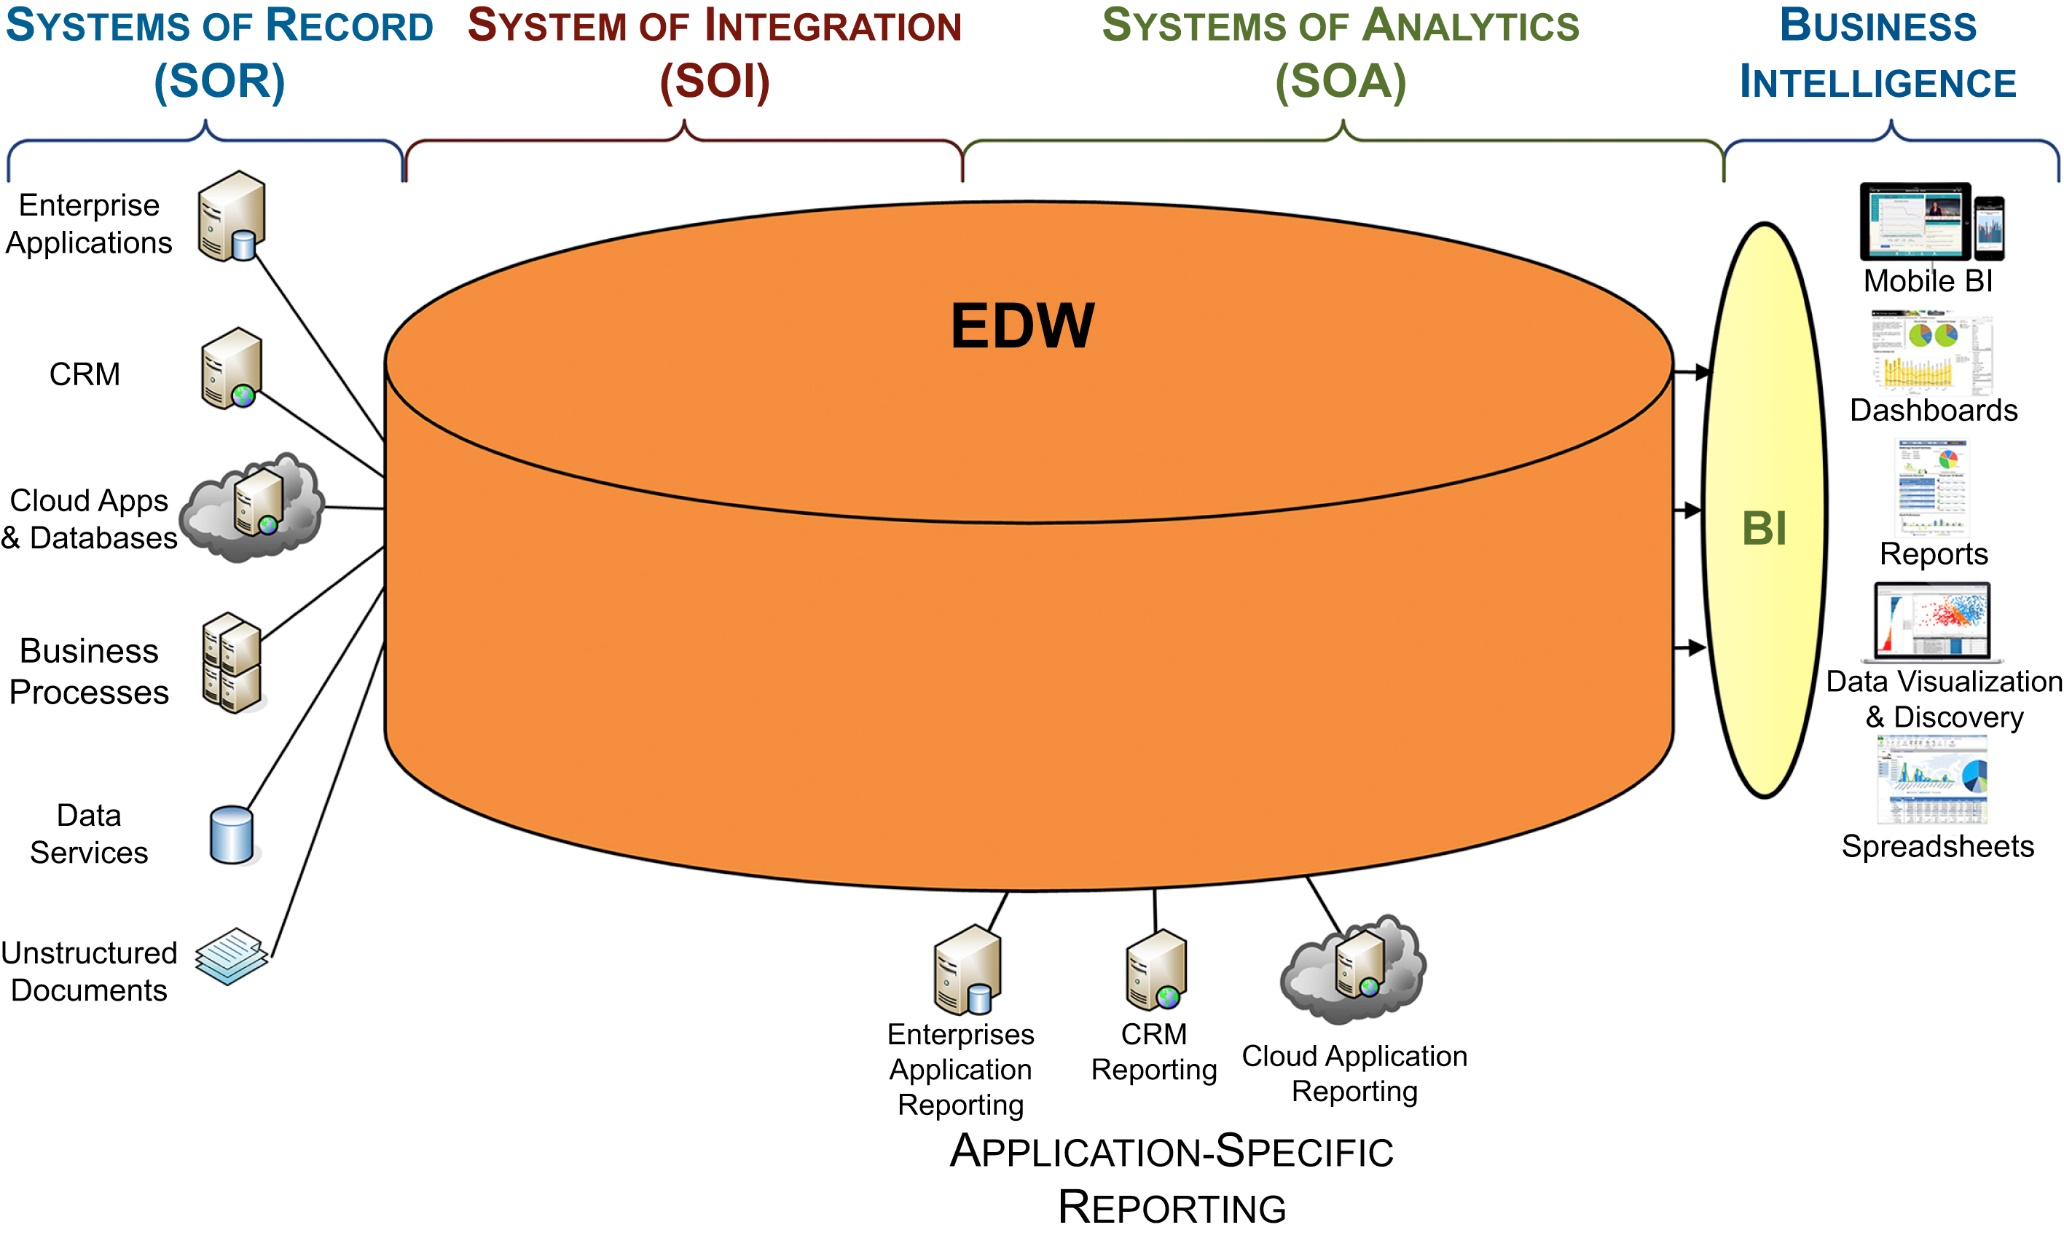 SYSTEMS OF RECORD
(SOR)
SYSTEM OF INTEGRATION
(SOI)
SYSTEMS OF ANALYTICS
(SOA)
BUSINESS
INTELLIGENCE
Enterprise
Applications
CRM
Cloud Apps
& Databases
Business
Processes
Data
Services
Unstructured
Documents
EDW
BI
Mobile BI
Dashboards
Reports
Data Visualization
& Discovery
Spreadsheets
Enterprises
Application
Reporting
CRM
Reporting
Cloud Application
Reporting
APPLICATION-SPECIFIC
REPORTING